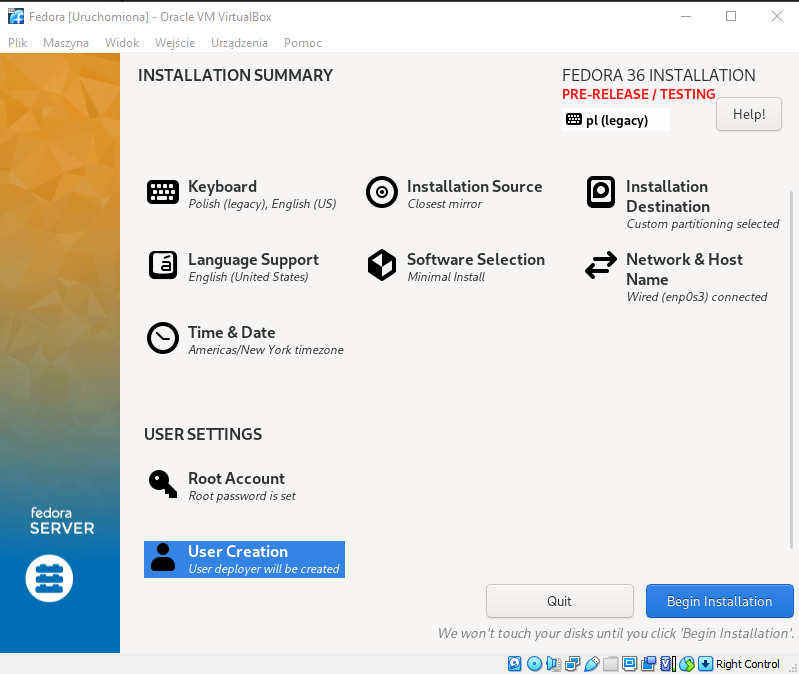 Fedora [Uruchomiona] - Oracle VM VirtualBox
Plik Maszyna Widok Wejście Urządzenia Pomoc
INSTALLATION SUMMARY
FEDORA 36 INSTALLATION
PRE-RELEASE / TESTING
pl (legacy)
Help!
Keyboard
Polish (legacy), English (US)
Installation Source
Closest mirror
Installation
Destination
Custom partitioning selected
Language Support
English (United States)
Software Selection
Minimal Install
Network & Host
Name
Wired (enp0s3) connected
Time & Date
Americas/New York timezone
USER SETTINGS
Root Account
Root password is set
User Creation
User deployer will be created
fedora
SERVER
Quit
Begin Installation
We won't touch your disks until you click 'Begin Installation'.
Right Control